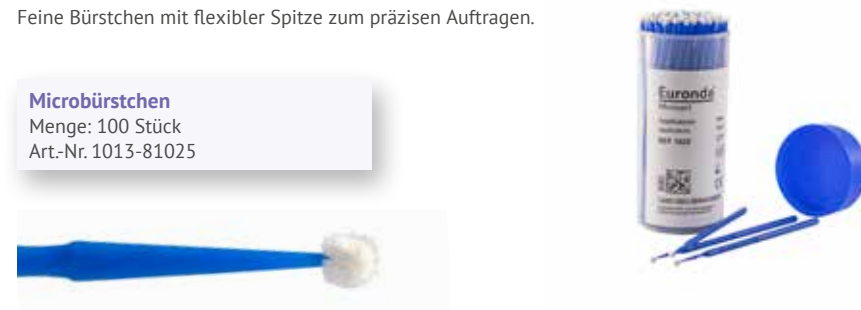 Feine Bürstchen mit flexibler Spitze zum präzisen Auftragen.
Microbürstchen
Menge: 100 Stück
Art.-Nr. 1013-81025
Euronda